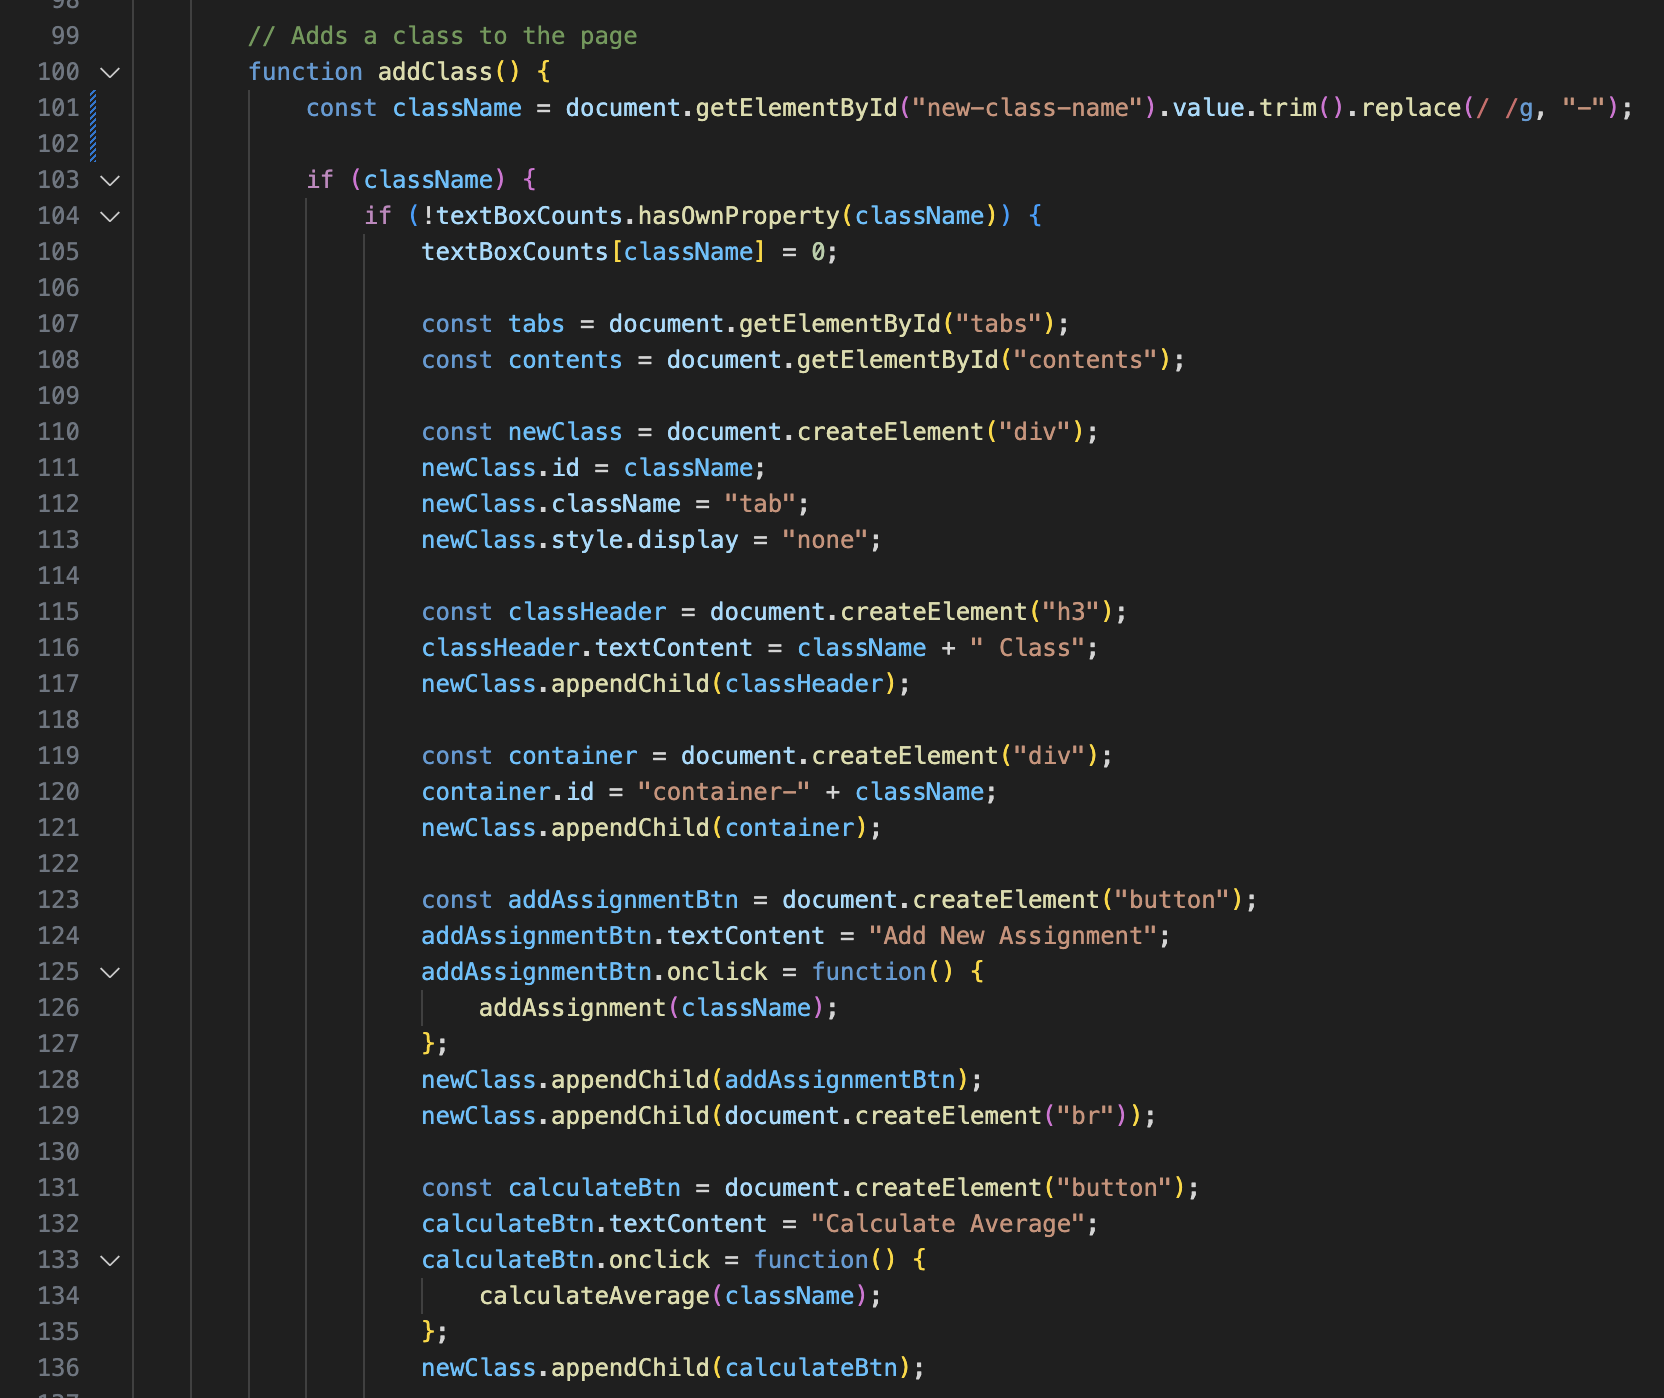 98
99 // Adds a class to the page
100 function addClass() {
101 const className = document.getElementById("new-class-name").value.trim().replace(/ /g, "-");
102
103 if (className) {
104 if (!textBoxCounts.hasOwnProperty(className)) {
105 textBoxCounts[className] = 0;
106
107 const tabs = document.getElementById("tabs");
108 const contents = document.getElementById("contents");
109
110 const newClass = document.createElement("div");
111 newClass.id = className;
112 newClass.className = "tab";
113 newClass.style.display = "none";
114
115 const classHeader = document.createElement("h3");
116 classHeader.textContent = className + " Class";
117 newClass.appendChild(classHeader);
118
119 const container = document.createElement("div");
120 container.id = "container-" + className;
121 newClass.appendChild(container);
122
123 const addAssignmentBtn = document.createElement("button");
124 addAssignmentBtn.textContent = "Add New Assignment";
125 addAssignmentBtn.onclick = function() {
126 addAssignment(className);
127 };
128 newClass.appendChild(addAssignmentBtn);
129 newClass.appendChild(document.createElement("br"));
130
131 const calculateBtn = document.createElement("button");
132 calculateBtn.textContent = "Calculate Average";
133 calculateBtn.onclick = function() {
134 calculateAverage(className);
135 };
136 newClass.appendChild(calculateBtn);
137